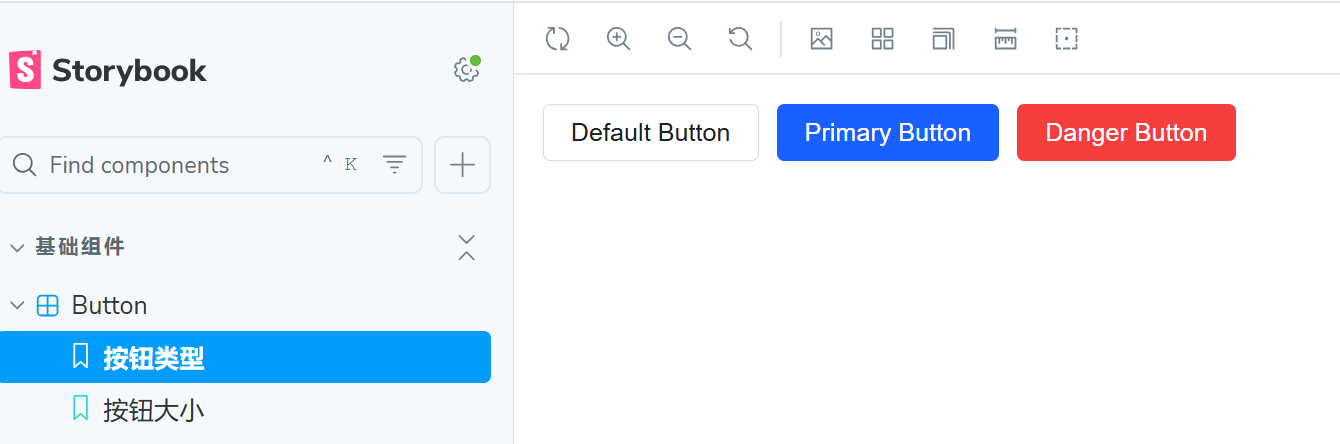 Storybook
Find components ^ K
基础组件
Button
按钮类型
按钮大小
Default Button Primary Button Danger Button